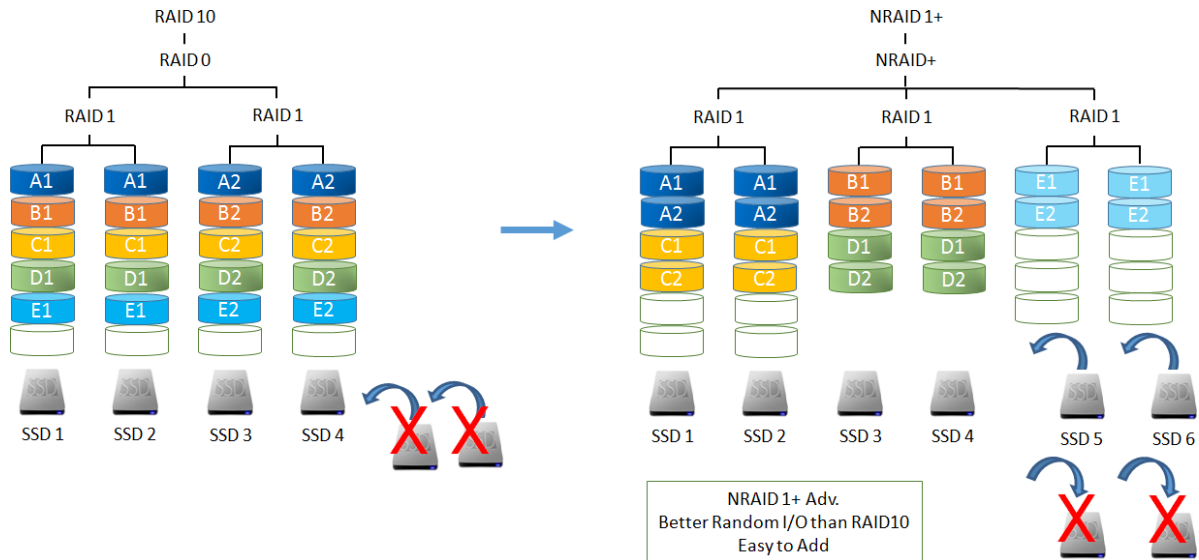 RAID 10
RAID 0
RAID 1 RAID 1
A1 A1 A2 A2
B1 B1 B2 B2
C1 C1 C2 C2
D1 D1 D2 D2
E1 E1 E2 E2
SSD SSD SSD SSD
SSD 1 SSD 2 SSD 3 SSD 4
NRAID 1+
NRAID+
RAID 1 RAID 1 RAID 1
A1 A1 B1 B1 E1 E1
A2 A2 B2 B2 E2 E2
C1 C1 D1 D1
C2 C2 D2 D2
SSD SSD SSD SSD SSD SSD
SSD 1 SSD 2 SSD 3 SSD 4 SSD 5 SSD 6
NRAID 1+ Adv.
Better Random I/O than RAID10
Easy to Add